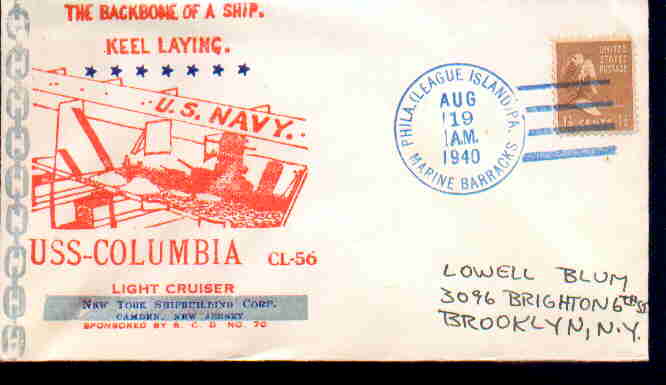 THE BACKBONE OF A SHIP.
KEEL LAYING.
U.S. NAVY.
USS-COLUMBIA CL-56
LIGHT CRUISER
NEW YORK SHIPBUILDING CORP.
CAMDEN, NEW JERSEY
SPONSORED BY R. C. D. NO. 70
PHILA. (LEAGUE ISLAND) PA.
AUG
19
A.M.
1940
MARINE BARRACKS
UNITED
STATES
POSTAGE
CENTS
LOWELL BLUM
3096 BRIGHTON 6TH ST
BROOKLYN, N.Y.